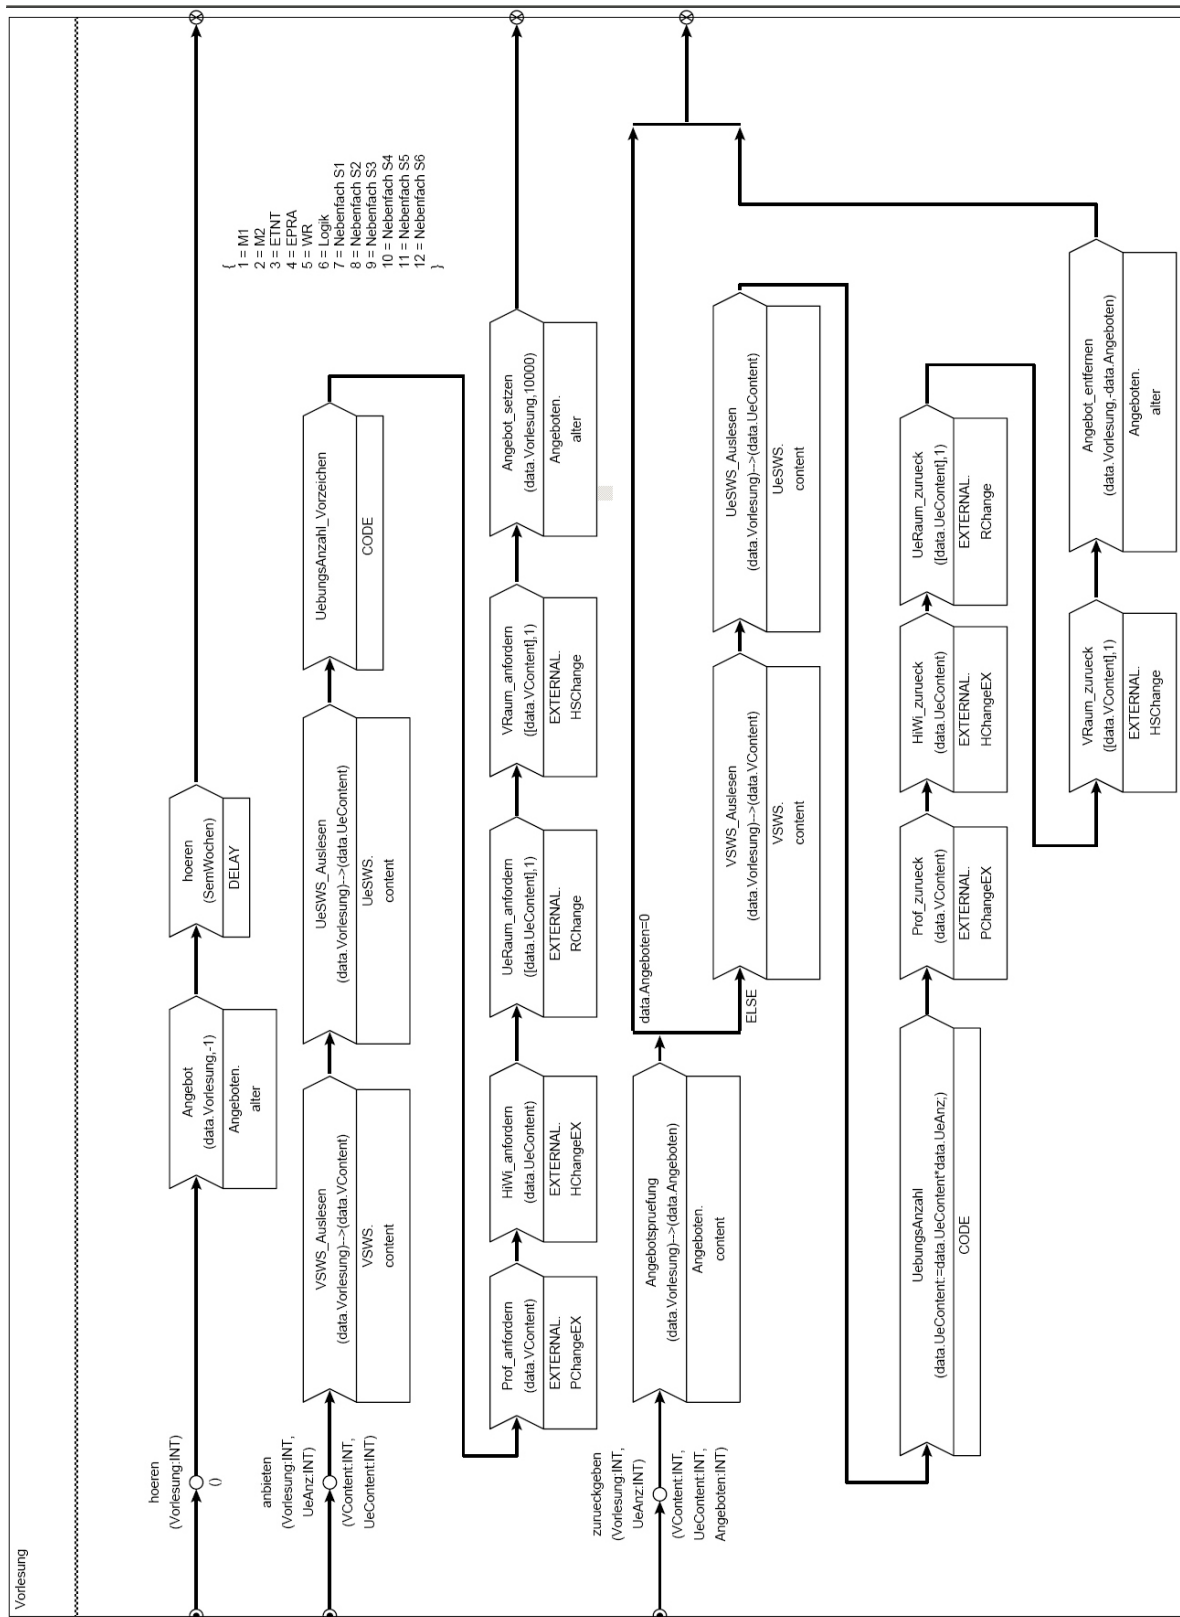 Vorlesung
hoeren
(Vorlesung:INT)
()
Angebot
(data.Vorlesung,-1)
Angeboten.
alter
hoeren
(SemWochen)
DELAY
{
1 = M1
2 = M2
3 = ETNT
4 = EPRA
5 = WR
6 = Logik
7 = Nebenfach S1
8 = Nebenfach S2
9 = Nebenfach S3
10 = Nebenfach S4
11 = Nebenfach S5
12 = Nebenfach S6
}
anbieten
(Vorlesung:INT,
UeAnz:INT)
(VContent:INT,
UeContent:INT)
VSWS_Auslesen
(data.Vorlesung)-->(data.VContent)
VSWS.
content
UeSWS_Auslesen
(data.Vorlesung)-->(data.UeContent)
UeSWS.
content
UebungsAnzahl_Vorzeichen
CODE
Prof_anfordern
(data.VContent)
EXTERNAL.
PChangeEX
HiWi_anfordern
(data.UeContent)
EXTERNAL.
HChangeEX
UeRaum_anfordern
([data.UeContent],1)
EXTERNAL.
RChange
VRaum_anfordern
([data.VContent],1)
EXTERNAL.
HSChange
Angebot_setzen
(data.Vorlesung,10000)
Angeboten.
alter
zurueckgeben
(Vorlesung:INT,
UeAnz:INT)
(VContent:INT,
UeContent:INT,
Angeboten:INT)
Angebotspruefung
(data.Vorlesung)-->(data.Angeboten)
Angeboten.
content
data.Angeboten=0
ELSE
VSWS_Auslesen
(data.Vorlesung)-->(data.VContent)
VSWS.
content
UeSWS_Auslesen
(data.Vorlesung)-->(data.UeContent)
UeSWS.
content
UebungsAnzahl
(data.UeContent:=data.UeContent*data.UeAnz;)
CODE
Prof_zurueck
(data.VContent)
EXTERNAL.
PChangeEX
HiWi_zurueck
(data.UeContent)
EXTERNAL.
HChangeEX
UeRaum_zurueck
([data.UeContent],1)
EXTERNAL.
RChange
VRaum_zurueck
([data.VContent],1)
EXTERNAL.
HSChange
Angebot_entfernen
(data.Vorlesung,-data.Angeboten)
Angeboten.
alter